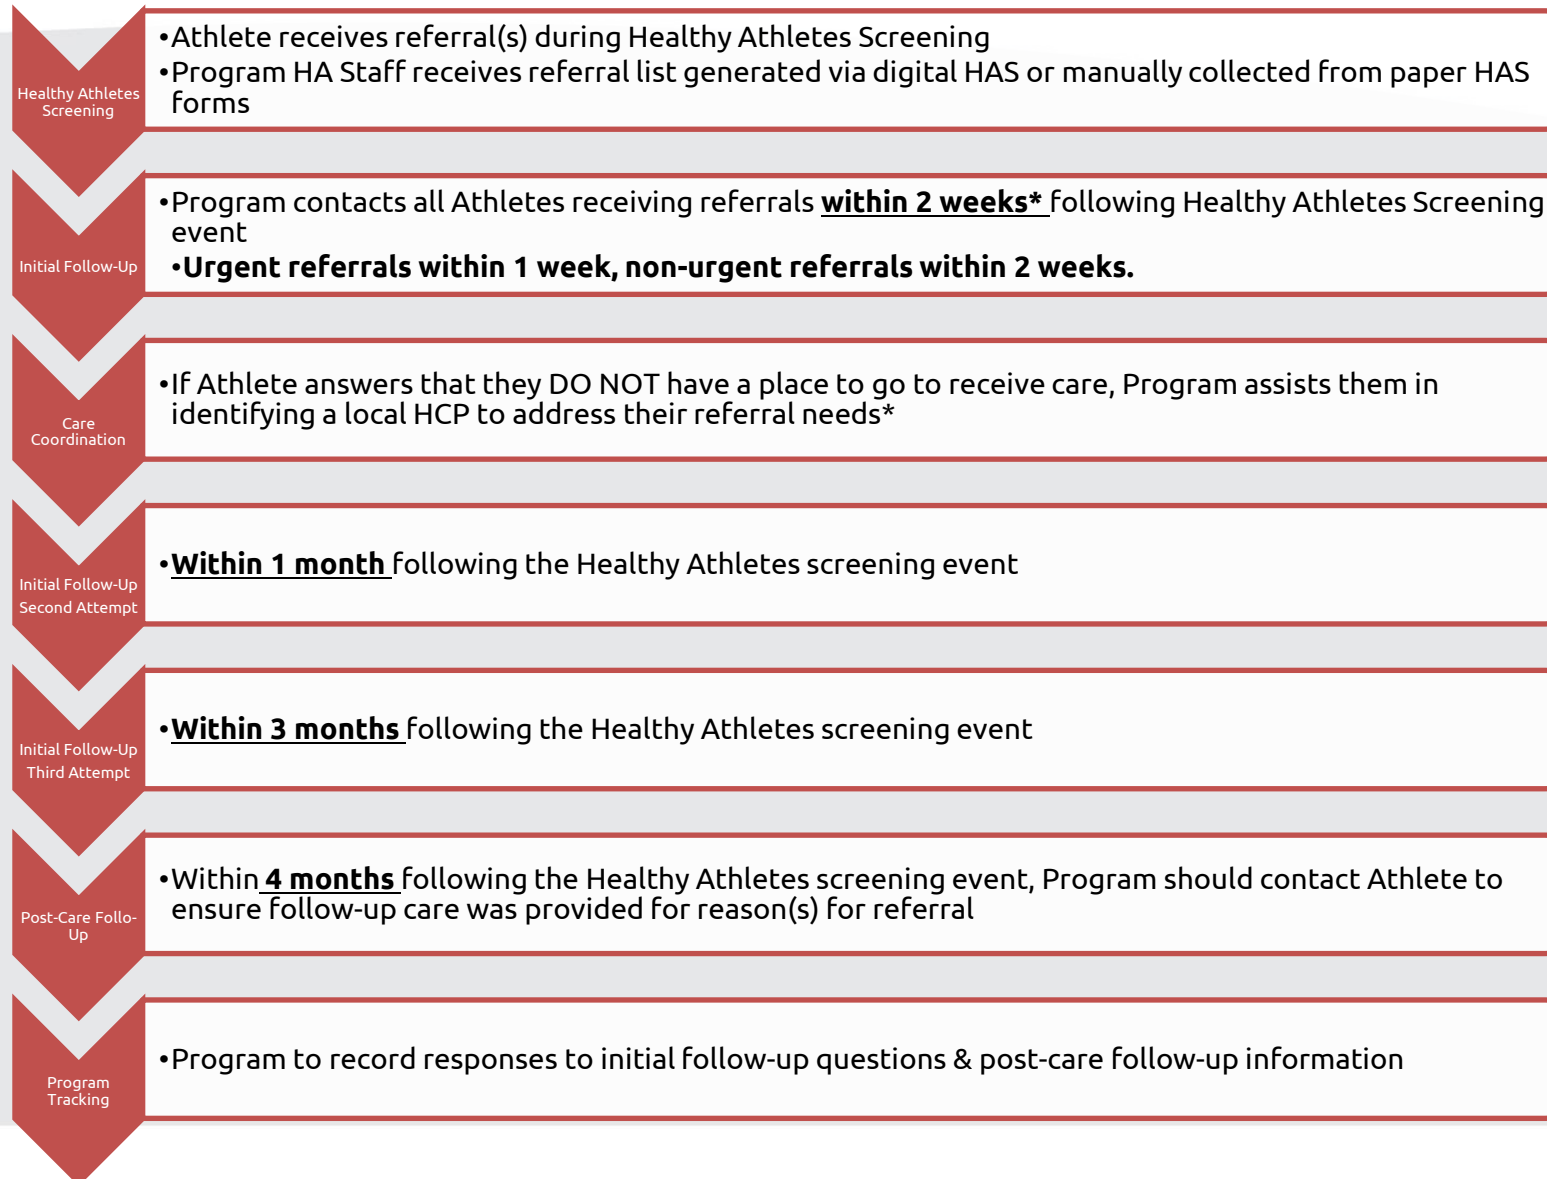 Healthy Athletes
Screening
•Athlete receives referral(s) during Healthy Athletes Screening
•Program HA Staff receives referral list generated via digital HAS or manually collected from paper HAS
forms
Initial Follow-Up
•Program contacts all Athletes receiving referrals within 2 weeks* following Healthy Athletes Screening
event
•Urgent referrals within 1 week, non-urgent referrals within 2 weeks.
Care
Coordination
•If Athlete answers that they DO NOT have a place to go to receive care, Program assists them in
identifying a local HCP to address their referral needs*
Initial Follow-Up
Second Attempt
•Within 1 month following the Healthy Athletes screening event
Initial Follow-Up
Third Attempt
•Within 3 months following the Healthy Athletes screening event
Post-Care Follo-
Up
•Within 4 months following the Healthy Athletes screening event, Program should contact Athlete to
ensure follow-up care was provided for reason(s) for referral
Program
Tracking
•Program to record responses to initial follow-up questions & post-care follow-up information